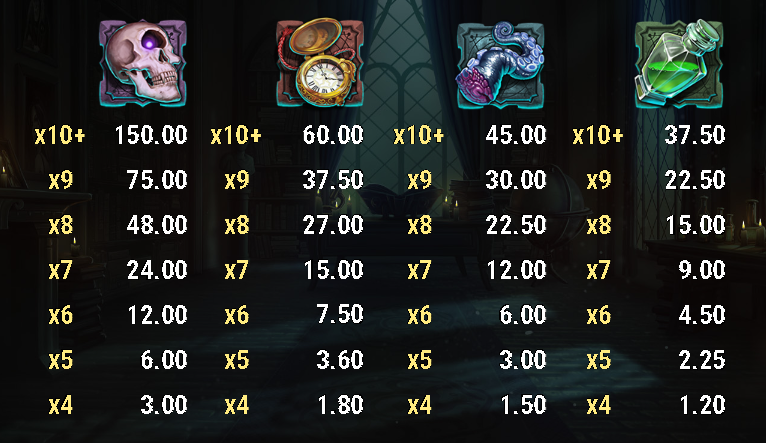 x10+ 150.00 x10+ 60.00 x10+ 45.00 x10+ 37.50
x9 75.00 x9 37.50 x9 30.00 x9 22.50
x8 48.00 x8 27.00 x8 22.50 x8 15.00
x7 24.00 x7 15.00 x7 12.00 x7 9.00
x6 12.00 x6 7.50 x6 6.00 x6 4.50
x5 6.00 x5 3.60 x5 3.00 x5 2.25
x4 3.00 x4 1.80 x4 1.50 x4 1.20